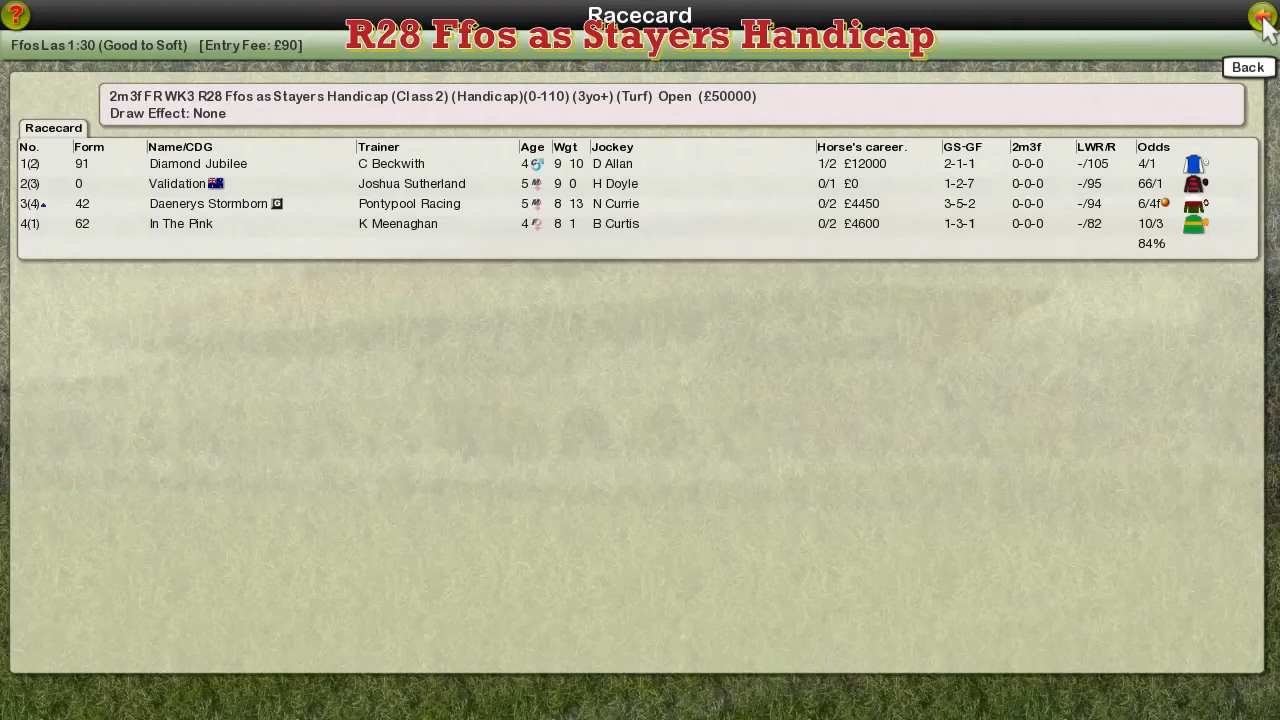 Racecard
R28 Ffos as Stayers Handicap
Ffos Las 1:30 (Good to Soft) [Entry Fee: £90]
Back
2m3f FR WK3 R28 Ffos as Stayers Handicap (Class 2) (Handicap)(0-110) (3yo+) (Turf) Open (£50000)
Draw Effect: None
Racecard
No. Form Name/CDG Trainer Age Wgt Jockey Horse's career. GS-GF 2m3f LWR/R Odds
1(2) 91 Diamond Jubilee C Beckwith 4 9 10 D Allan 1/2 £12000 2-1-1 0-0-0 -/105 4/1
2(3) 0 Validation Joshua Sutherland 5 9 0 H Doyle 0/1 £0 1-2-7 0-0-0 -/95 66/1
3(4) 42 Daenerys Stormborn G Pontypool Racing 5 8 13 N Currie 0/2 £4450 3-5-2 0-0-0 -/94 6/4f
4(1) 62 In The Pink K Meenaghan 4 8 1 B Curtis 0/2 £4600 1-3-1 0-0-0 -/82 10/3
84%